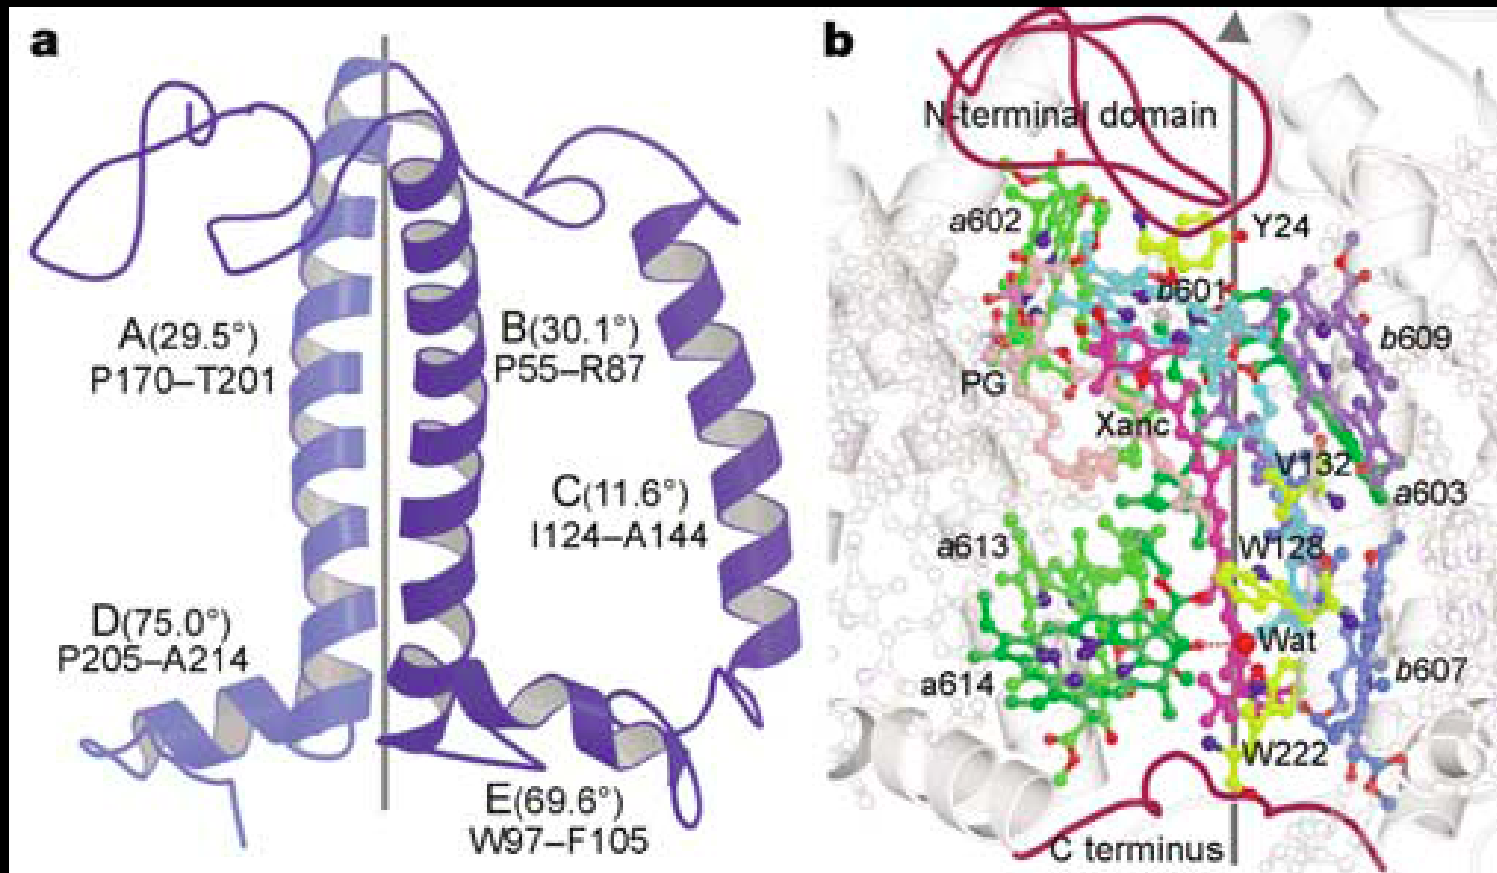 a
A(29.5°)
P170–T201
B(30.1°)
P55–R87
C(11.6°)
I124–A144
D(75.0°)
P205–A214
E(69.6°)
W97–F105
b
N-terminal domain
a602
Y24
b601
b609
PG
Xanc
V132
a603
a613
W128
Wat
a614
b607
W222
C terminus